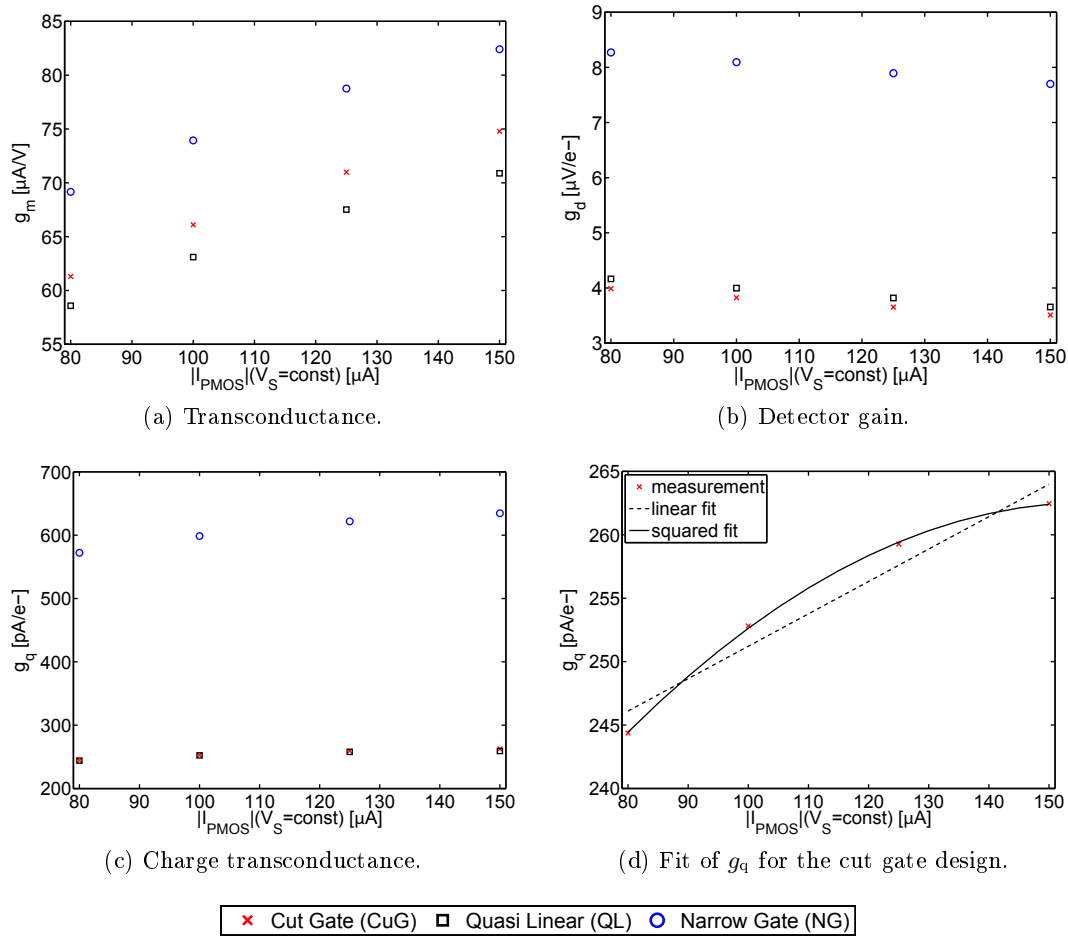 85
80
75
70
65
60
55
g_m [µA/V]
80 90 100 110 120 130 140 150
|I_PMOS|(V_S=const) [µA]
(a) Transconductance.
9
8
7
6
5
4
3
g_d [µV/e−]
80 90 100 110 120 130 140 150
|I_PMOS|(V_S=const) [µA]
(b) Detector gain.
700
600
500
400
300
200
g_q [pA/e−]
80 90 100 110 120 130 140 150
|I_PMOS|(V_S=const) [µA]
(c) Charge transconductance.
265
260
255
250
245
240
g_q [pA/e−]
measurement
linear fit
squared fit
80 90 100 110 120 130 140 150
|I_PMOS|(V_S=const) [µA]
(d) Fit of g_q for the cut gate design.
Cut Gate (CuG) Quasi Linear (QL) Narrow Gate (NG)